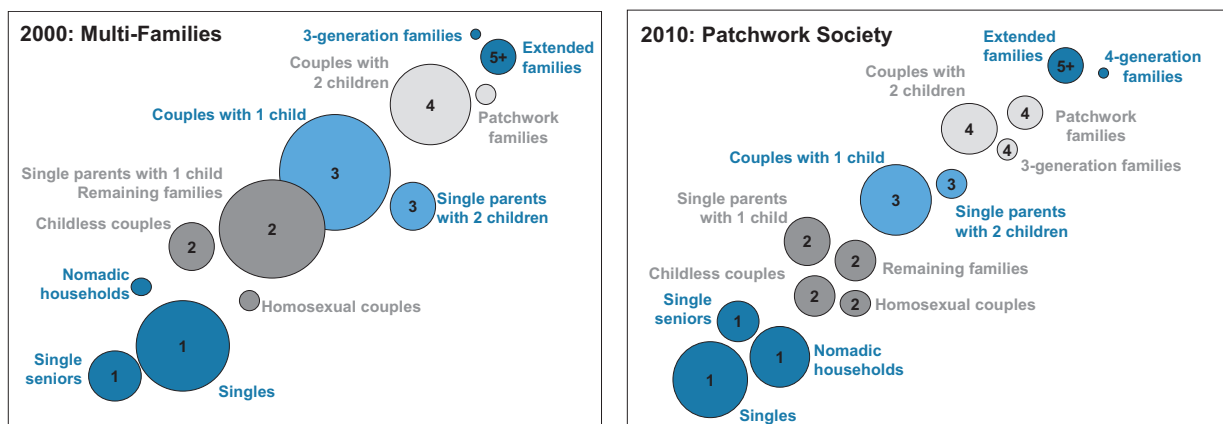 2000: Multi-Families
3-generation families
5+
Extended
families
Couples with
2 children
4
Patchwork
families
Couples with 1 child
3
Single parents with 1 child
Remaining families
3
Single parents
with 2 children
Childless couples
2
2
Nomadic
households
Homosexual couples
1
Single
seniors
1
Singles
2010: Patchwork Society
Extended
families
5+
4-generation
families
Couples with
2 children
4
4
Patchwork
families
4
3-generation families
Couples with 1 child
3
3
Single parents
with 2 children
Single parents
with 1 child
2
2
Remaining families
Childless couples
2
2
Homosexual couples
Single
seniors
1
1
Nomadic
households
1
Singles